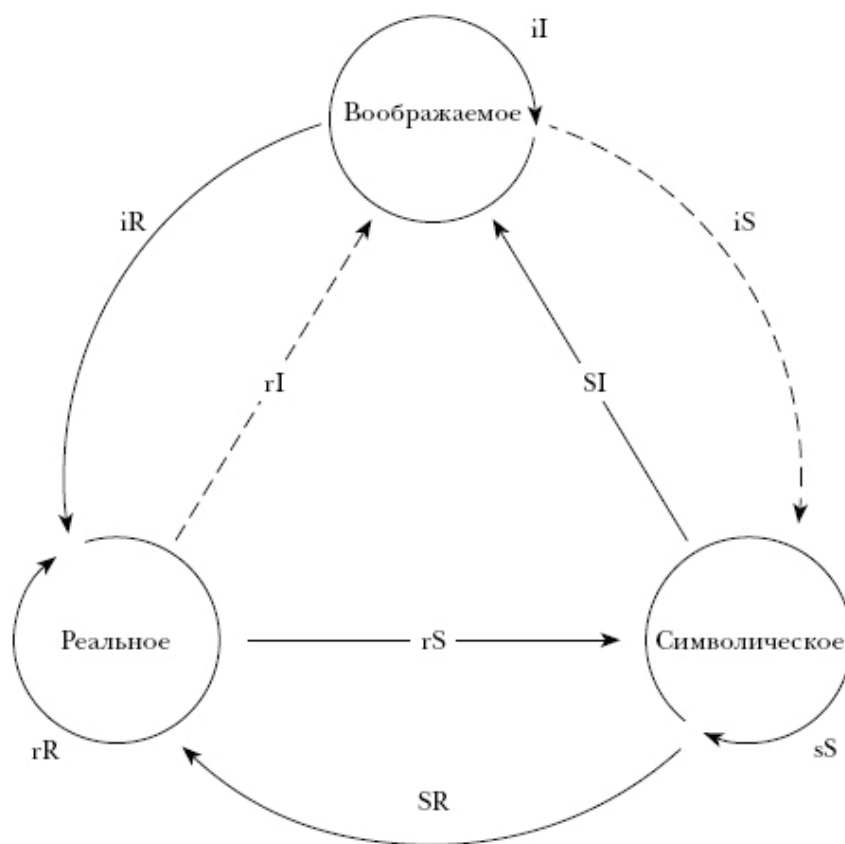 iI
Воображаемое
iR
iS
rI
SI
Реальное
rS
Символическое
rR
sS
SR